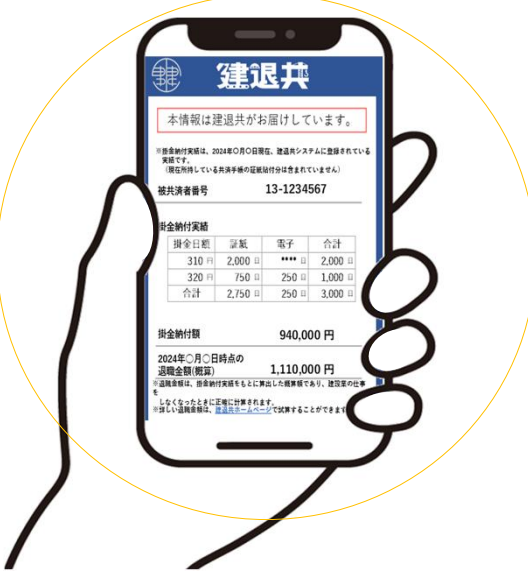 建退共
本情報は建退共がお届けしています。
※掛金納付実績は、2024年〇月〇日現在、建退共システムに登録されている
実績です。
（現在所持している共済手帳の証紙貼付分は含まれていません）
被共済者番号 13-1234567
掛金納付実績
掛金日額 証紙 電子 合計
310 円 2,000 日 **** 日 2,000 日
320 円 750 日 250 日 1,000 日
合計 2,750 日 250 日 3,000 日
掛金納付額 940,000 円
2024年〇月〇日時点の
退職金額(概算) 1,110,000 円
※退職金額は、掛金納付実績をもとに算出した概算額であり、建設業の仕事
を
しなくなったときに正確に計算されます。
※詳しい退職金額は、建退共ホームページで試算することができます